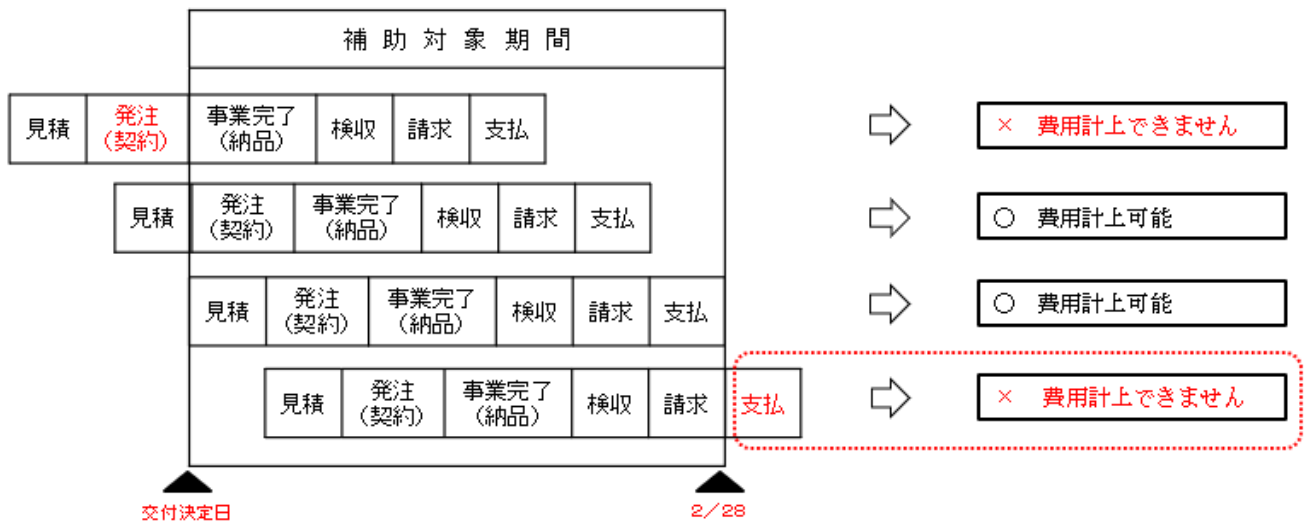 補助対象期間
見積
発注
(契約)
事業完了
(納品)
検収
請求
支払
× 費用計上できません
見積
発注
(契約)
事業完了
(納品)
検収
請求
支払
○ 費用計上可能
見積
発注
(契約)
事業完了
(納品)
検収
請求
支払
○ 費用計上可能
見積
発注
(契約)
事業完了
(納品)
検収
請求
支払
× 費用計上できません
交付決定日
2/28